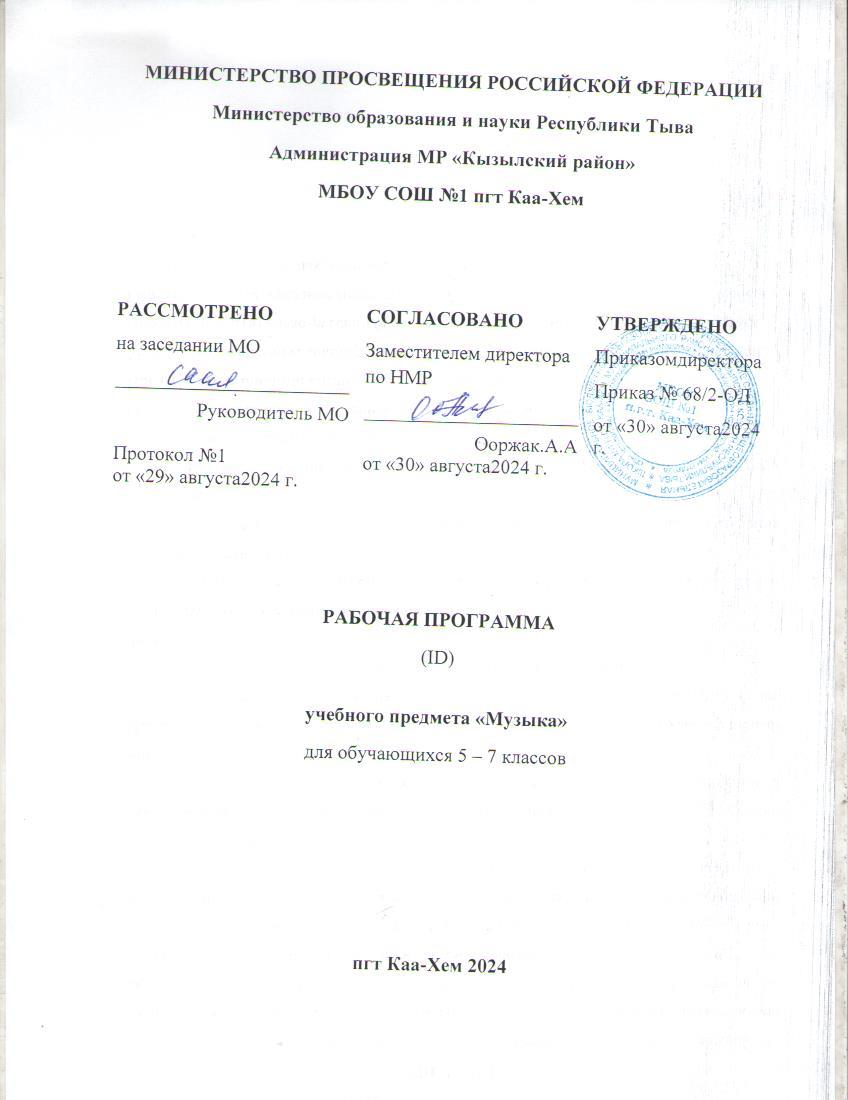 МИНИСТЕРСТВО ПРОСВЕЩЕНИЯ РОССИЙСКОЙ ФЕДЕРАЦИИ
Министерство образования и науки Республики Тыва
Администрация МР «Кызылский район»
МБОУ СОШ №1 пгт Каа-Хем
РАССМОТРЕНО
на заседании МО
Руководитель МО
Протокол №1
от «29» августа2024 г.
СОГЛАСОВАНО
Заместителем директора
по НМР
Ооржак.А.А
от «30» августа2024 г.
УТВЕРЖДЕНО
Приказомдиректора
Приказ № 68/2-ОД
от «30» августа2024
г.
РАБОЧАЯ ПРОГРАММА
(ID)
учебного предмета «Музыка»
для обучающихся 5 – 7 классов
пгт Каа-Хем 2024